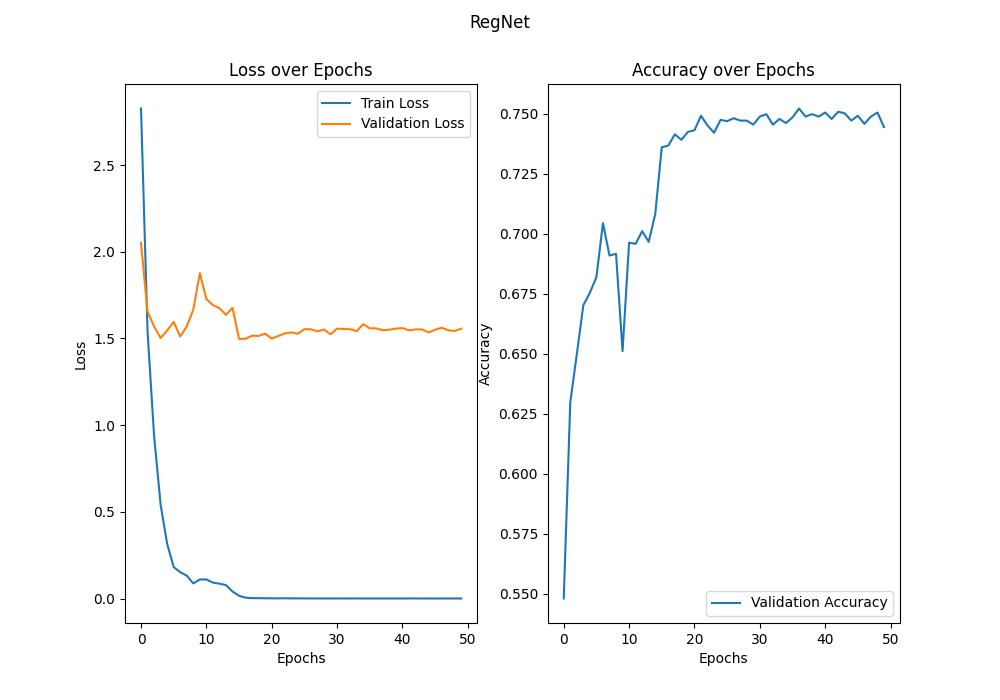 RegNet
Loss over Epochs
Train Loss
Validation Loss
2.5
2.0
1.5
1.0
0.5
0.0
Loss
0
10
20
30
40
50
Epochs
Accuracy over Epochs
0.750
0.725
0.700
0.675
0.650
0.625
0.600
0.575
0.550
Accuracy
Validation Accuracy
0
10
20
30
40
50
Epochs